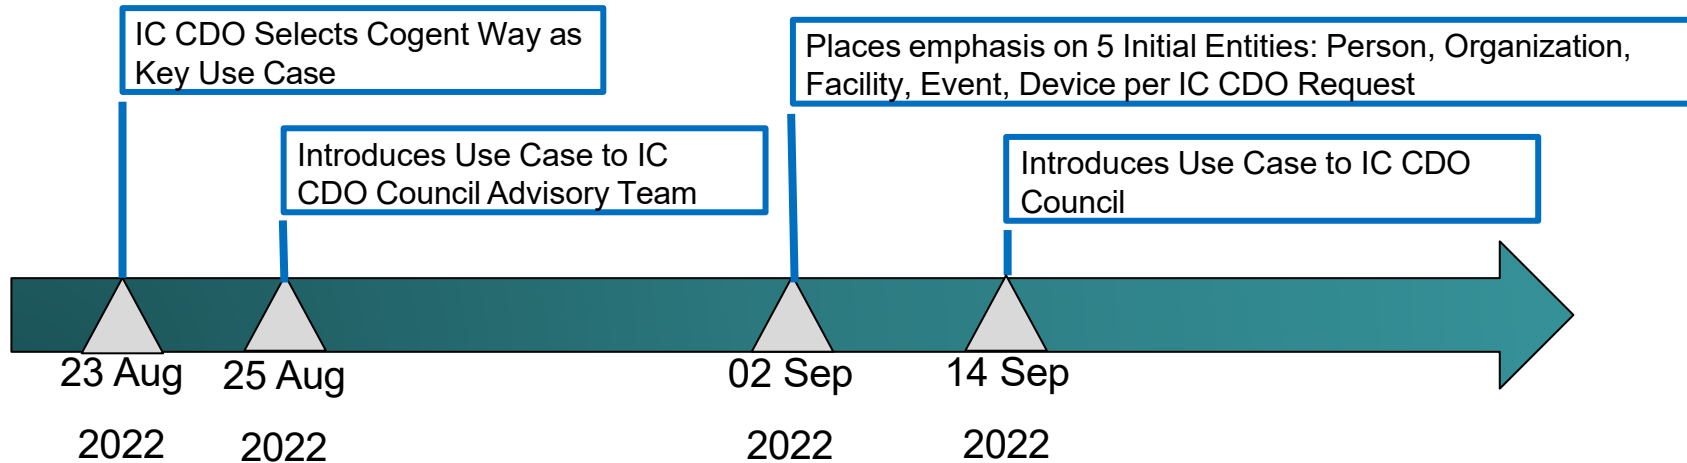 IC CDO Selects Cogent Way as
Key Use Case
Places emphasis on 5 Initial Entities: Person, Organization,
Facility, Event, Device per IC CDO Request
Introduces Use Case to IC
CDO Council Advisory Team
Introduces Use Case to IC CDO
Council
23 Aug
2022
25 Aug
2022
02 Sep
2022
14 Sep
2022